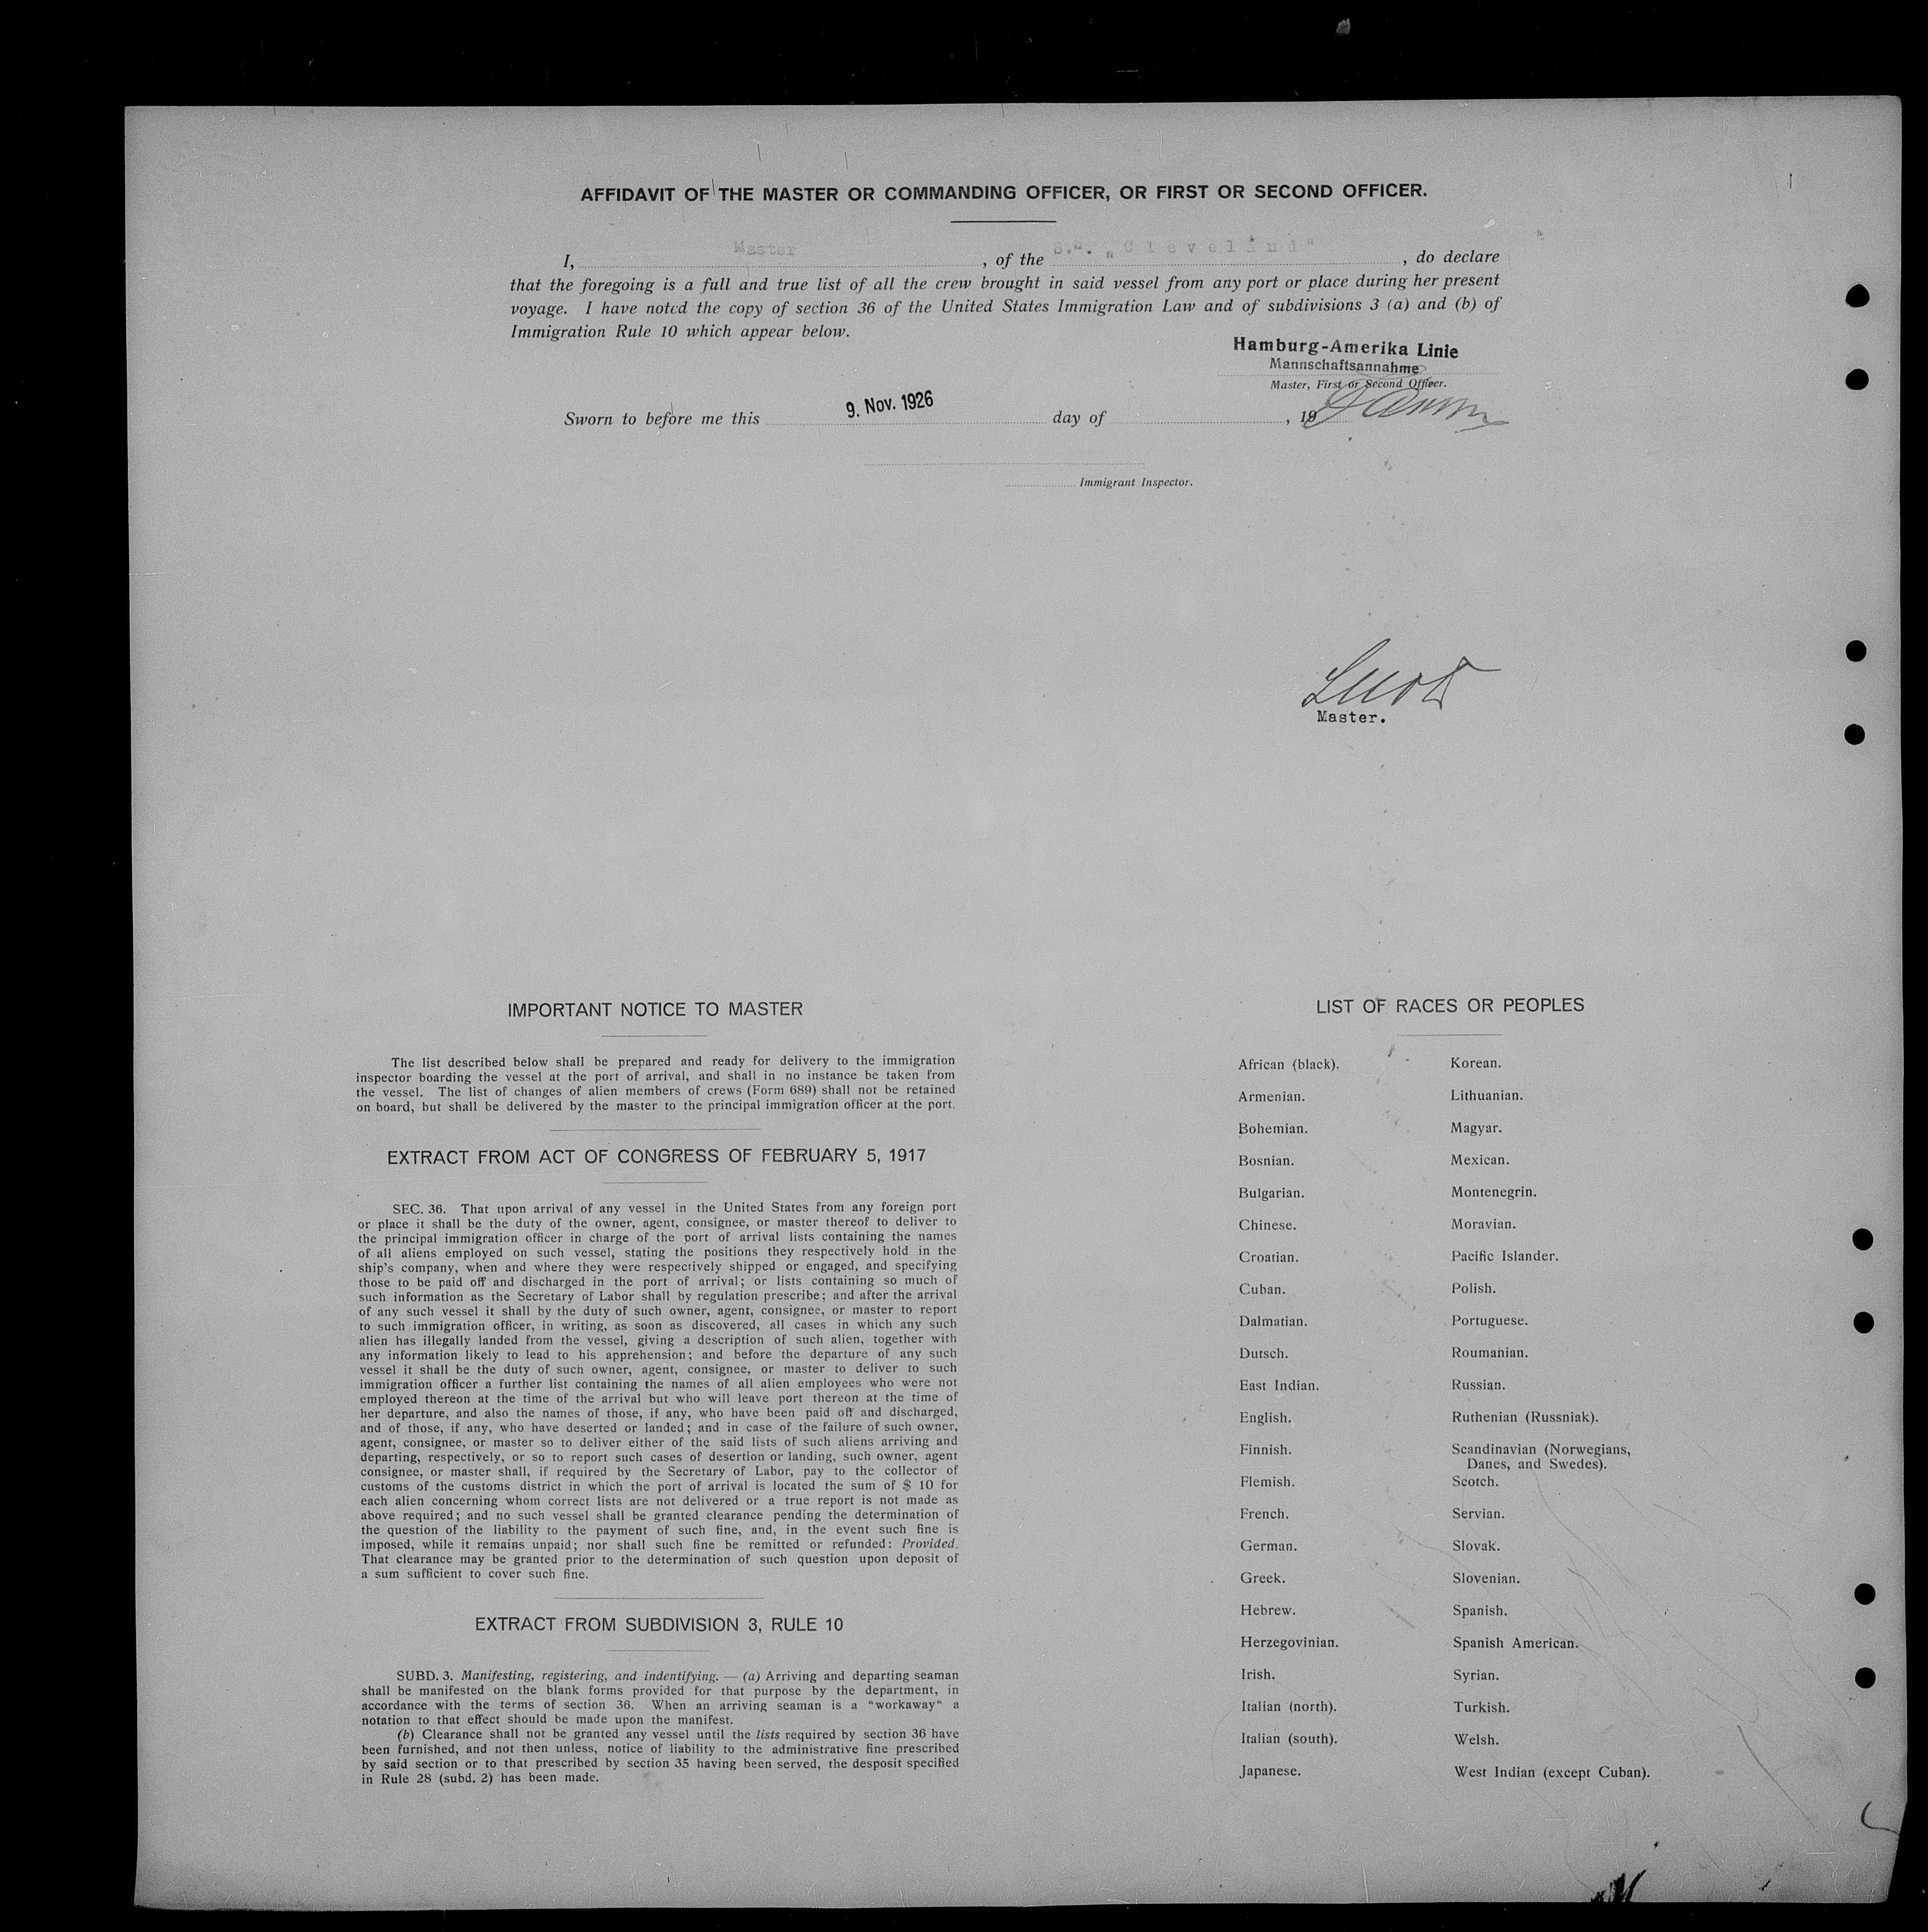 AFFIDAVIT OF THE MASTER OR COMMANDING OFFICER, OR FIRST OR SECOND OFFICER.
I, Master, of the S.S. „Cleveland", do declare
that the foregoing is a full and true list of all the crew brought in said vessel from any port or place during her present
voyage. I have noted the copy of section 36 of the United States Immigration Law and of subdivisions 3 (a) and (b) of
Immigration Rule 10 which appear below.
Hamburg-Amerika Linie
Mannschaftsannahme
Master, First or Second Officer.
Sworn to before me this 9. Nov. 1926 day of , 19
Immigrant Inspector.
Master.
IMPORTANT NOTICE TO MASTER
The list described below shall be prepared and ready for delivery to the immigration
inspector boarding the vessel at the port of arrival, and shall in no instance be taken from
the vessel. The list of changes of alien members of crews (Form 689) shall not be retained
on board, but shall be delivered by the master to the principal immigration officer at the port.
EXTRACT FROM ACT OF CONGRESS OF FEBRUARY 5, 1917
SEC. 36. That upon arrival of any vessel in the United States from any foreign port
or place it shall be the duty of the owner, agent, consignee, or master thereof to deliver to
the principal immigration officer in charge of the port of arrival lists containing the names
of all aliens employed on such vessel, stating the positions they respectively hold in the
ship's company, when and where they were respectively shipped or engaged, and specifying
those to be paid off and discharged in the port of arrival; or lists containing so much of
such information as the Secretary of Labor shall by regulation prescribe; and after the arrival
of any such vessel it shall by the duty of such owner, agent, consignee, or master to report
to such immigration officer, in writing, as soon as discovered, all cases in which any such
alien has illegally landed from the vessel, giving a description of such alien, together with
any information likely to lead to his apprehension; and before the departure of any such
vessel it shall be the duty of such owner, agent, consignee, or master to deliver to such
immigration officer a further list containing the names of all alien employees who were not
employed thereon at the time of the arrival but who will leave port thereon at the time of
her departure, and also the names of those, if any, who have been paid off and discharged,
and of those, if any, who have deserted or landed; and in case of the failure of such owner,
agent, consignee, or master so to deliver either of the said lists of such aliens arriving and
departing, respectively, or so to report such cases of desertion or landing, such owner, agent
consignee, or master shall, if required by the Secretary of Labor, pay to the collector of
customs of the customs district in which the port of arrival is located the sum of $ 10 for
each alien concerning whom correct lists are not delivered or a true report is not made as
above required; and no such vessel shall be granted clearance pending the determination of
the question of the liability to the payment of such fine, and, in the event such fine is
imposed, while it remains unpaid; nor shall such fine be remitted or refunded: Provided.
That clearance may be granted prior to the determination of such question upon deposit of
a sum sufficient to cover such fine.
EXTRACT FROM SUBDIVISION 3, RULE 10
SUBD. 3. Manifesting, registering, and indentifying. — (a) Arriving and departing seaman
shall be manifested on the blank forms provided for that purpose by the department, in
accordance with the terms of section 36. When an arriving seaman is a "workaway" a
notation to that effect should be made upon the manifest.
(b) Clearance shall not be granted any vessel until the lists required by section 36 have
been furnished, and not then unless, notice of liability to the administrative fine prescribed
by said section or to that prescribed by section 35 having been served, the desposit specified
in Rule 28 (subd. 2) has been made.
LIST OF RACES OR PEOPLES
African (black).
Armenian.
Bohemian.
Bosnian.
Bulgarian.
Chinese.
Croatian.
Cuban.
Dalmatian.
Dutsch.
East Indian.
English.
Finnish.
Flemish.
French.
German.
Greek.
Hebrew.
Herzegovinian.
Irish.
Italian (north).
Italian (south).
Japanese.
Korean.
Lithuanian.
Magyar.
Mexican.
Montenegrin.
Moravian.
Pacific Islander.
Polish.
Portuguese.
Roumanian.
Russian.
Ruthenian (Russniak).
Scandinavian (Norwegians,
Danes, and Swedes).
Scotch.
Servian.
Slovak.
Slovenian.
Spanish.
Spanish American.
Syrian.
Turkish.
Welsh.
West Indian (except Cuban).